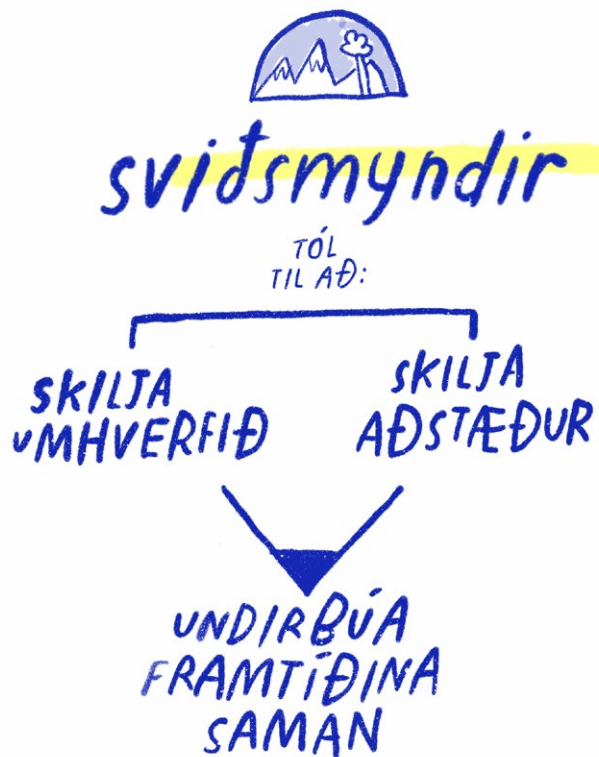 sviðsmyndir
TÓL
TIL AÐ:
SKILJA
UMHVERFIÐ
SKILJA
AÐSTÆÐUR
UNDIRBÚA
FRAMTÍÐINA
SAMAN